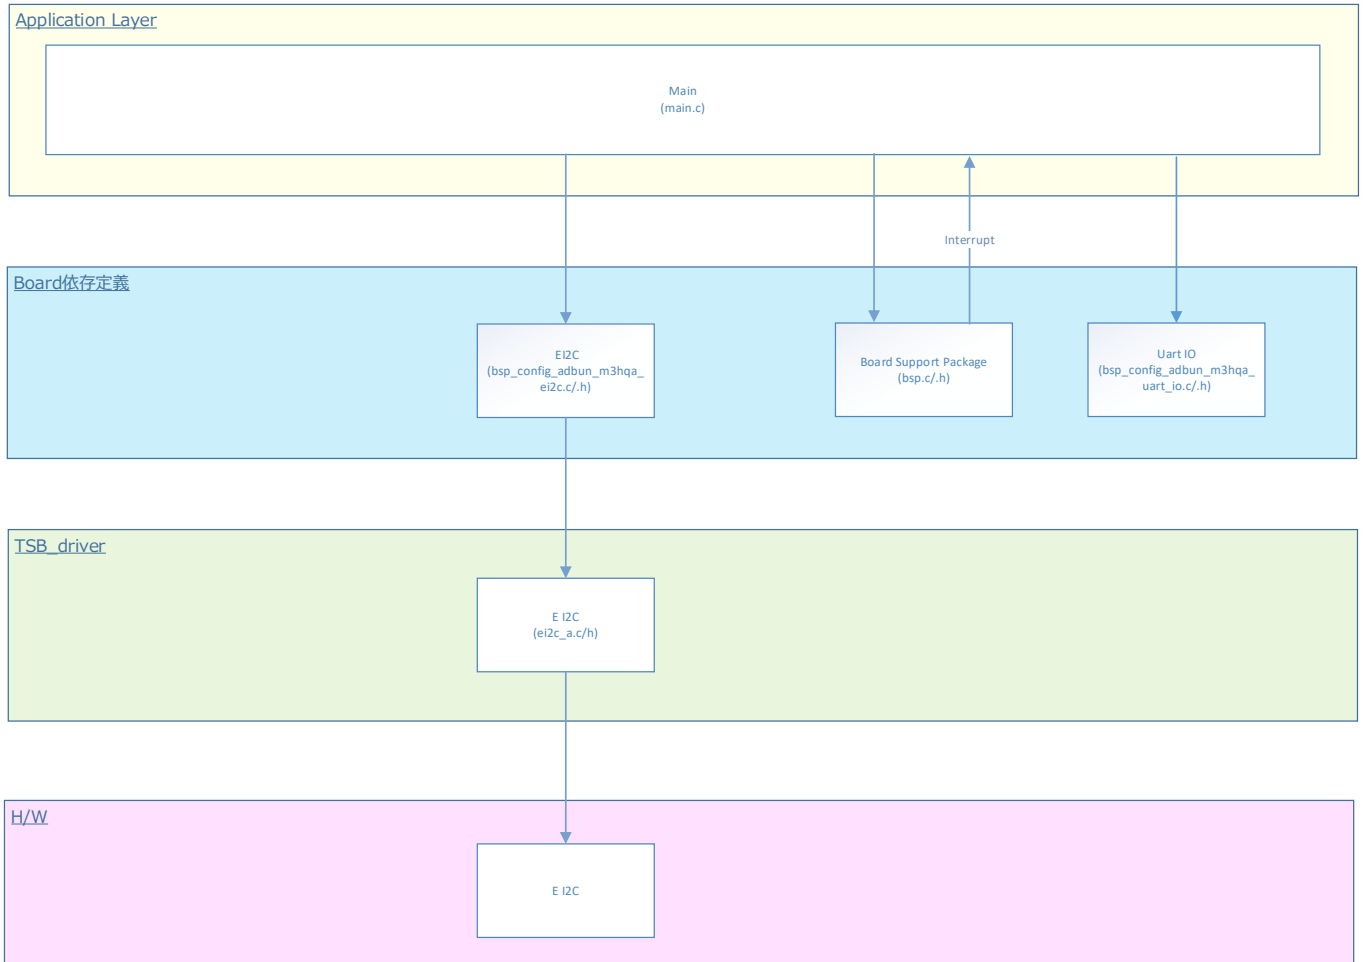 Application Layer
Main
(main.c)
Interrupt
Board依存定義
EI2C
(bsp_config_adbun_m3hqa_
ei2c.c/.h)
Board Support Package
(bsp.c/.h)
Uart IO
(bsp_config_adbun_m3hqa_
uart_io.c/.h)
TSB_driver
E I2C
(ei2c_a.c/h)
H/W
E I2C